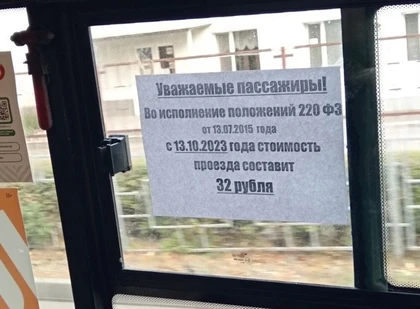 Уважаемые пассажиры!
Во исполнение положений 220 ФЗ
от 13.07.2015 года
с 13.10.2023 года стоимость
проезда составит
32 рубля